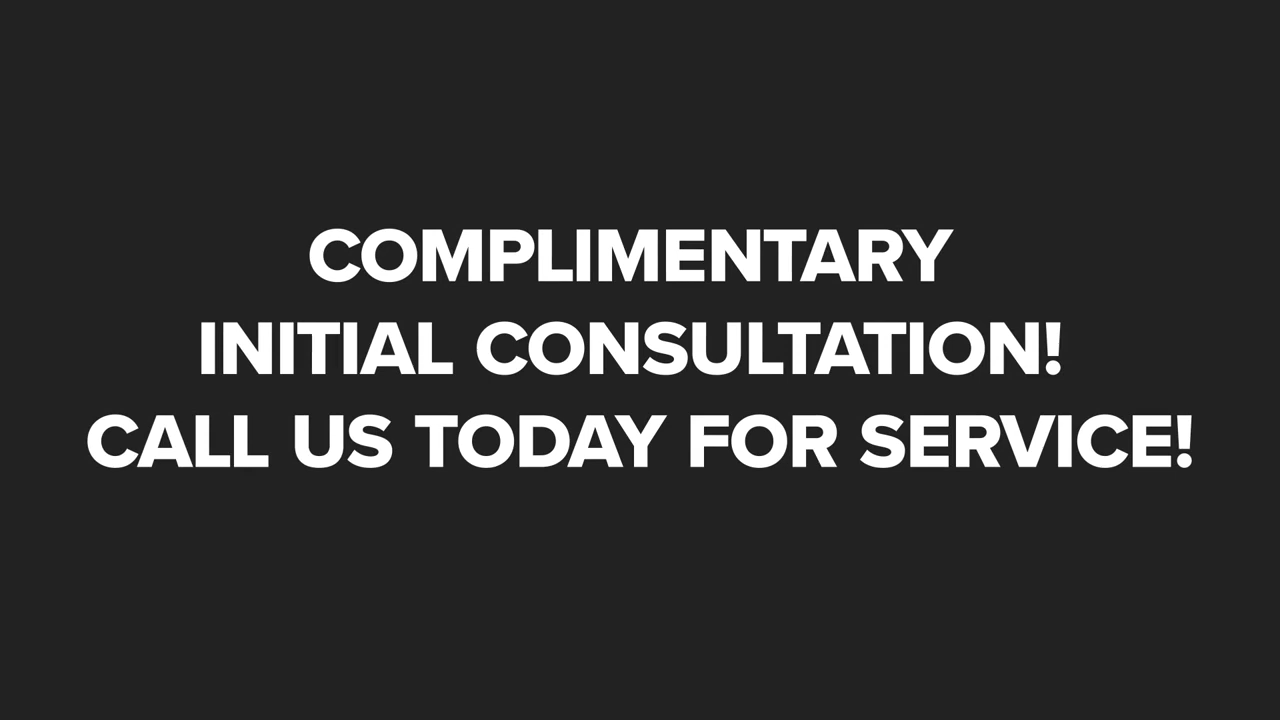 COMPLIMENTARY
INITIAL CONSULTATION!
CALL US TODAY FOR SERVICE!